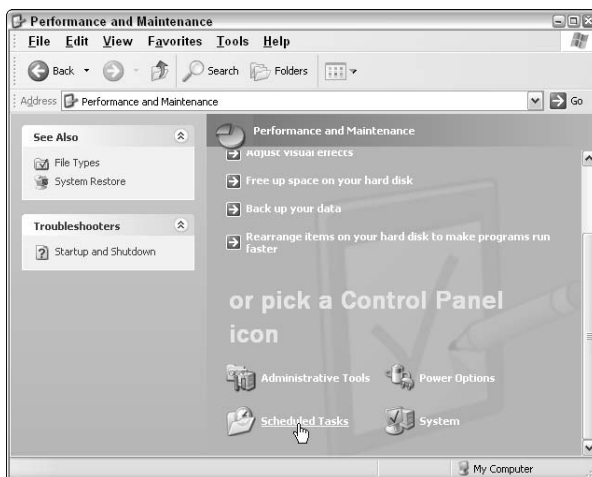 Performance and Maintenance
File Edit View Favorites Tools Help
Back Search Folders
Address Performance and Maintenance Go
See Also
File Types
System Restore
Troubleshooters
Startup and Shutdown
Performance and Maintenance
Adjust visual effects
Free up space on your hard disk
Back up your data
Rearrange items on your hard disk to make programs run
faster
or pick a Control Panel
icon
Administrative Tools Power Options
Scheduled Tasks System
My Computer